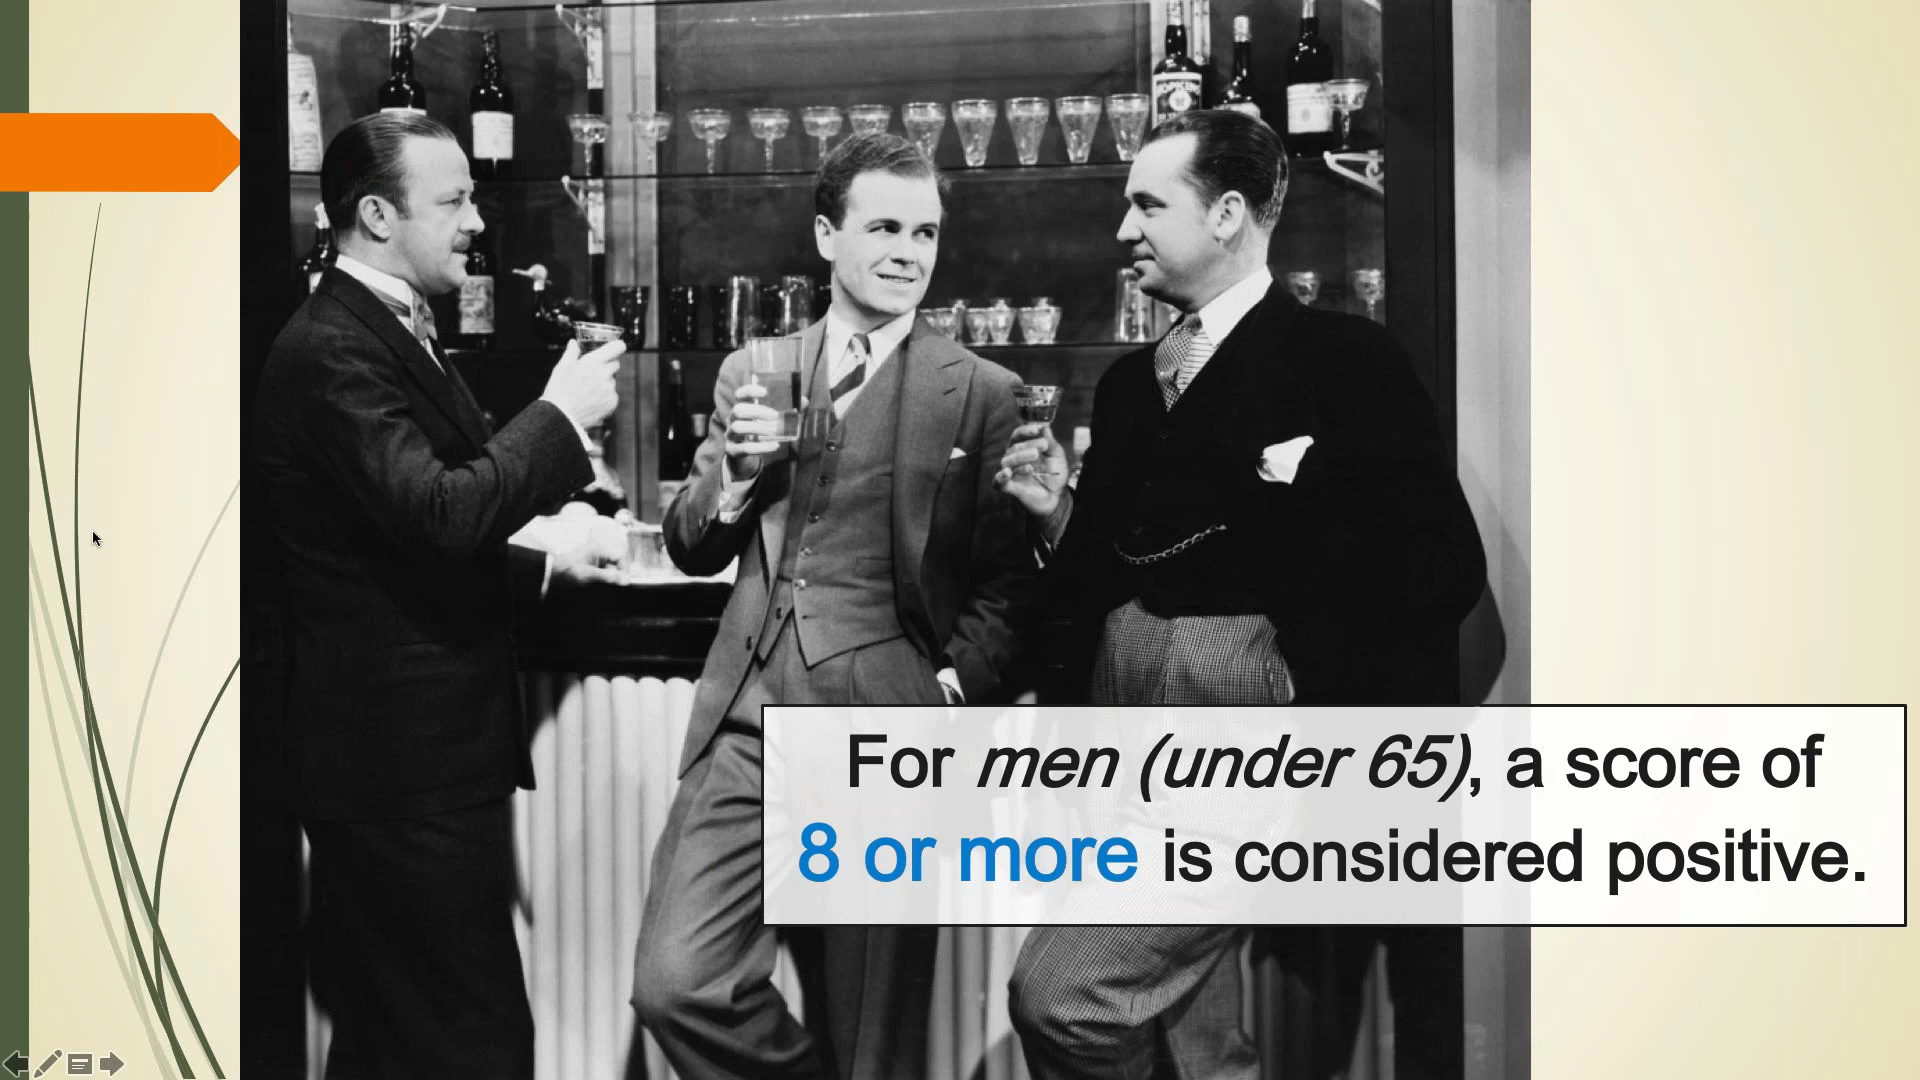 For men (under 65), a score of
8 or more is considered positive.